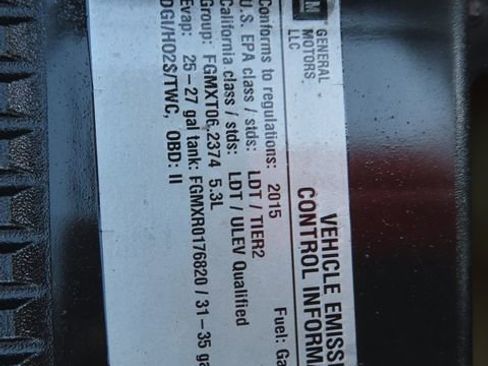 GM GENERAL MOTORS, LLC
VEHICLE EMISSI
CONTROL INFORMA
Conforms to regulations: 2015 Fuel: Ga
U.S. EPA class / stds: LDT / TIER2
California class / stds: LDT / ULEV Qualified
Group: FGMXT06.2374 5.3L
Evap: 25 – 27 gal tank: FGMXR0176820 / 31 – 35 ga
DGI/HO2S/TWC, OBD: II